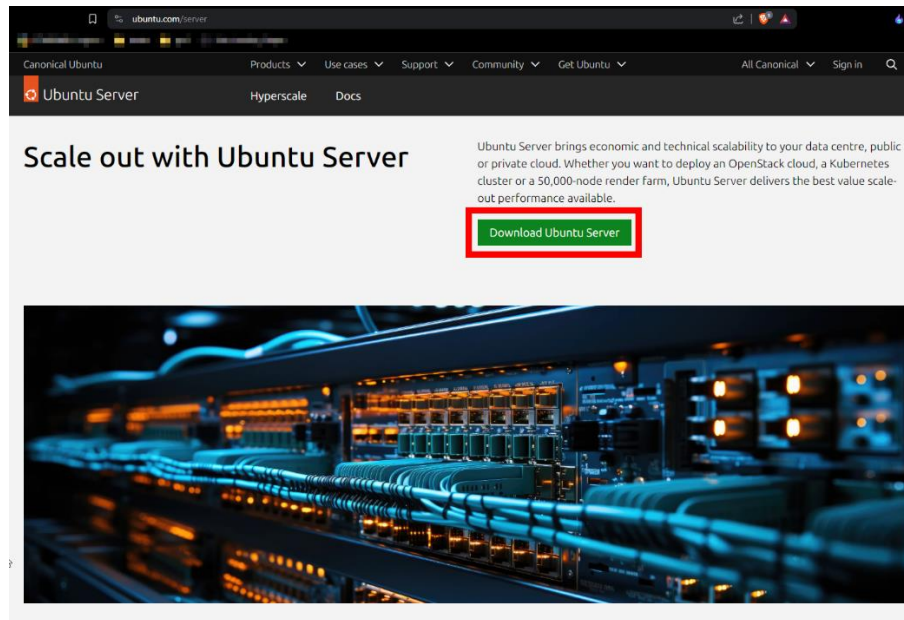 ubuntu.com/server
Canonical Ubuntu Products Use cases Support Community Get Ubuntu All Canonical Sign in
Ubuntu Server Hyperscale Docs
Scale out with Ubuntu Server
Ubuntu Server brings economic and technical scalability to your data centre, public
or private cloud. Whether you want to deploy an OpenStack cloud, a Kubernetes
cluster or a 50,000-node render farm, Ubuntu Server delivers the best value scale-
out performance available.
Download Ubuntu Server